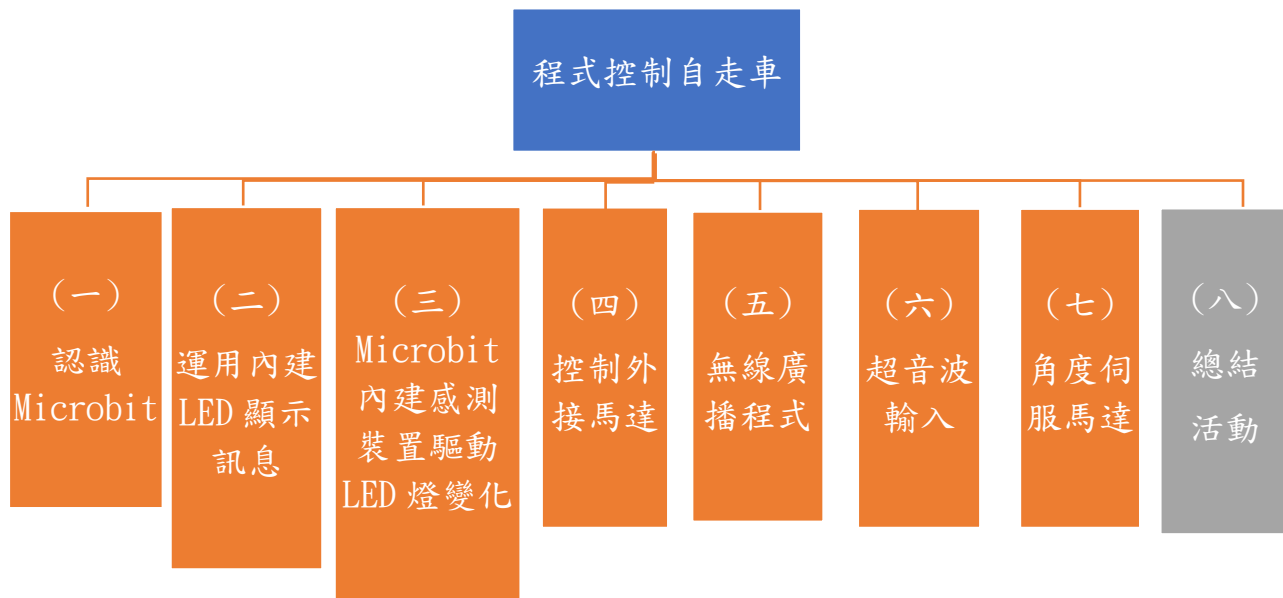 程式控制自走車
（一）
認識
Microbit
（二）
運用內建
LED 顯示
訊息
（三）
Microbit
內建感測
裝置驅動
LED 燈變化
（四）
控制外
接馬達
（五）
無線廣
播程式
（六）
超音波
輸入
（七）
角度伺
服馬達
（八）
總結
活動